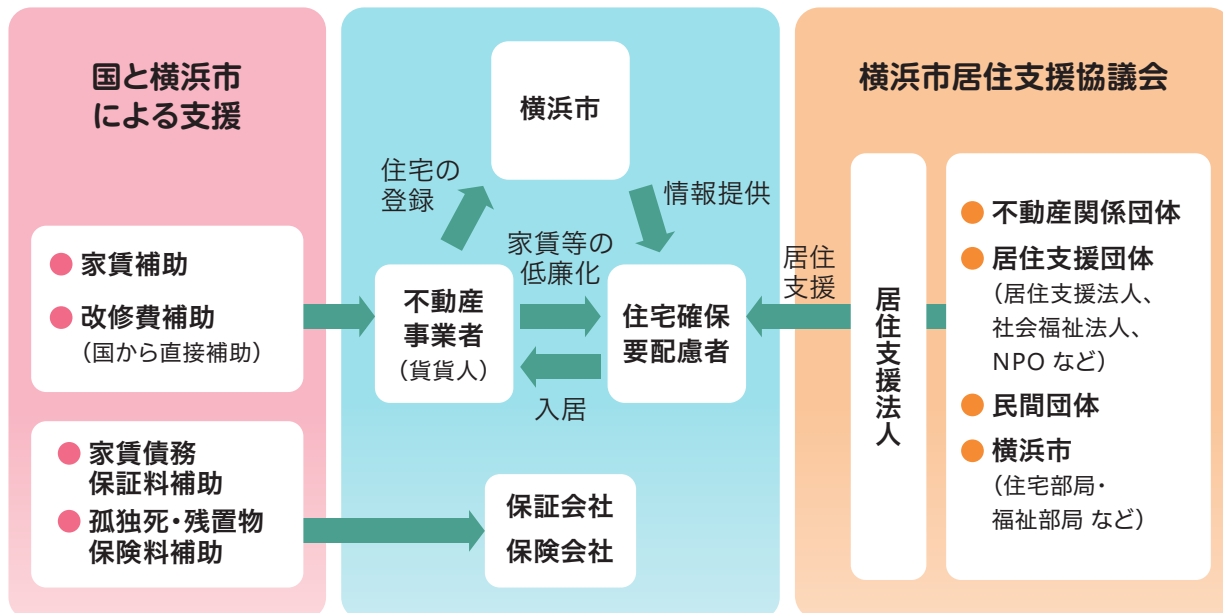 国と横浜市
による支援
家賃補助
改修費補助
（国から直接補助）
家賃債務
保証料補助
孤独死・残置物
保険料補助
横浜市
住宅の
登録
情報提供
家賃等の
低廉化
不動産
事業者
（貨貨人）
住宅確保
要配慮者
入居
保証会社
保険会社
横浜市居住支援協議会
居住
支援
居住支援法人
不動産関係団体
居住支援団体
（居住支援法人、
社会福祉法人、
NPO など）
民間団体
横浜市
（住宅部局・
福祉部局 など）